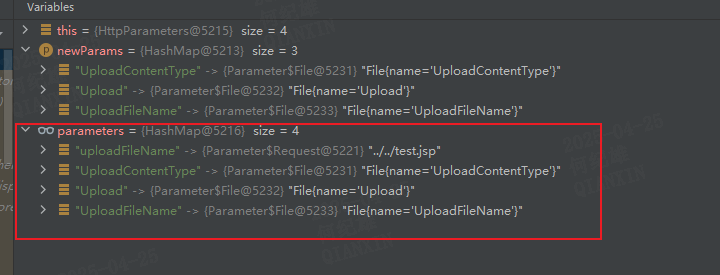 Variables
this = {HttpParameters@5215} size = 4
p newParams = {HashMap@5213} size = 3
"UploadContentType" -> {Parameter$File@5231} "File{name='UploadContentType'}"
"Upload" -> {Parameter$File@5232} "File{name='Upload'}"
"UploadFileName" -> {Parameter$File@5233} "File{name='UploadFileName'}"
parameters = {HashMap@5216} size = 4
"uploadFileName" -> {Parameter$Request@5221} "../../test.jsp"
"UploadContentType" -> {Parameter$File@5231} "File{name='UploadContentType'}"
"Upload" -> {Parameter$File@5232} "File{name='Upload'}"
"UploadFileName" -> {Parameter$File@5233} "File{name='UploadFileName'}"